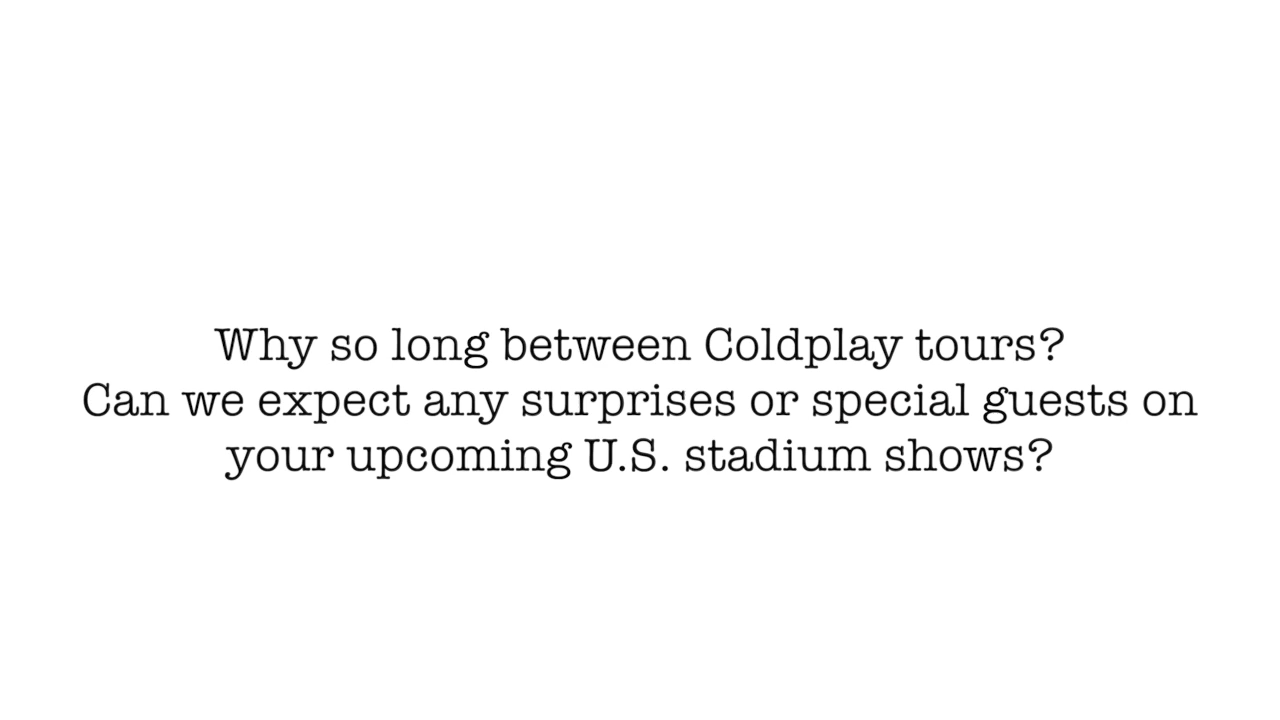 Why so long between Coldplay tours?
Can we expect any surprises or special guests on
your upcoming U.S. stadium shows?